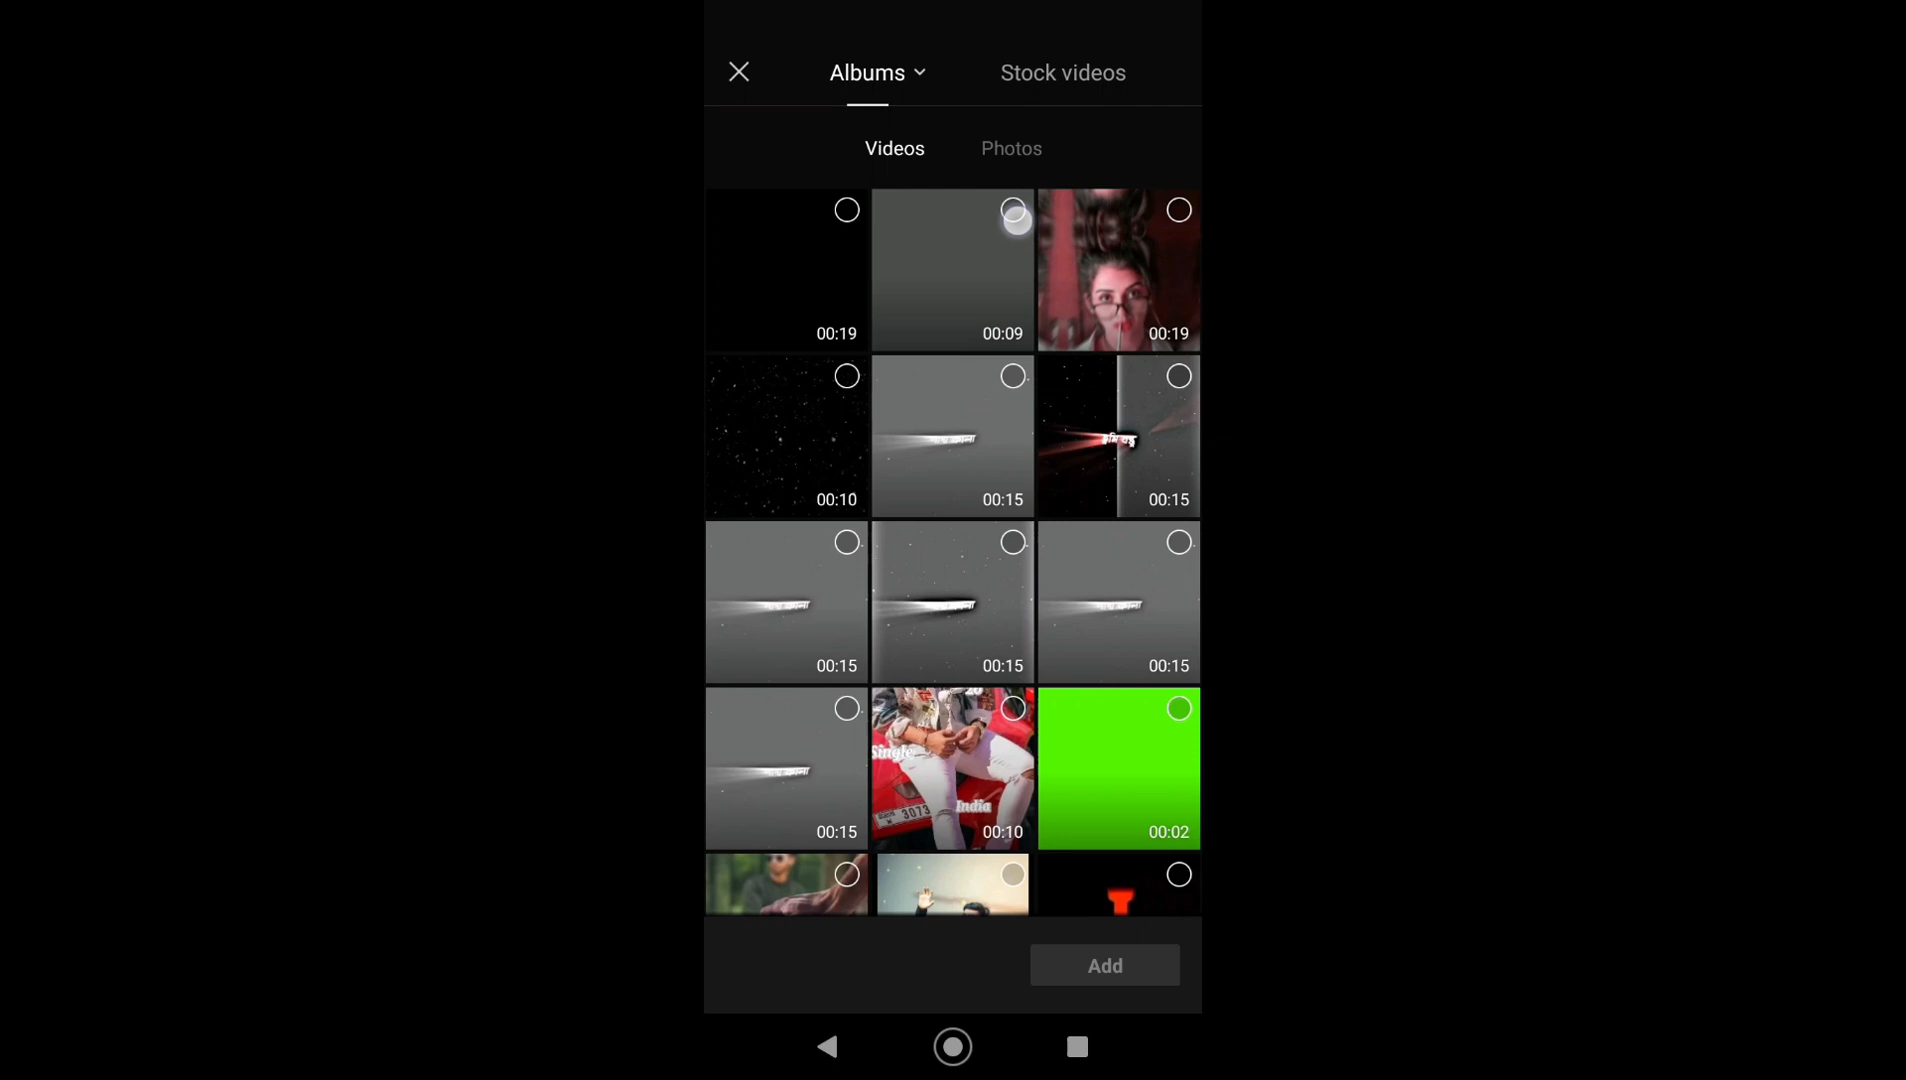 Albums Stock videos
Videos Photos
00:19 00:09 00:19
00:10 00:15 00:15
00:15 00:15 00:15
Single
3073
India
00:15 00:10 00:02
Add